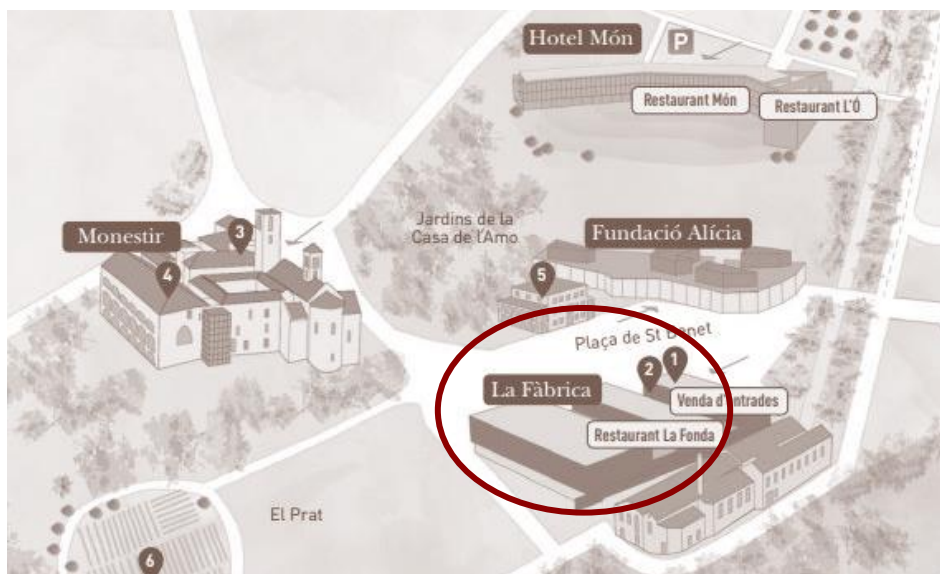 Hotel Món
P
Restaurant Món
Restaurant L'Ó
Jardins de la
Casa de l'Amo
Monestir
3
4
Fundació Alícia
5
Plaça de St Benet
2
1
La Fàbrica
Venda d'entrades
Restaurant La Fonda
El Prat
6